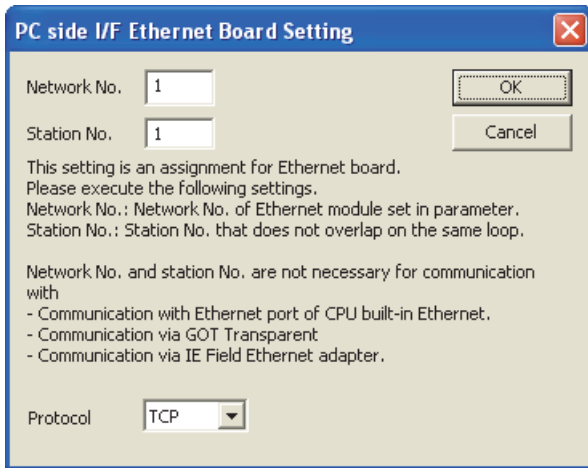 PC side I/F Ethernet Board Setting
Network No. 1 OK
Station No. 1 Cancel
This setting is an assignment for Ethernet board.
Please execute the following settings.
Network No.: Network No. of Ethernet module set in parameter.
Station No.: Station No. that does not overlap on the same loop.
Network No. and station No. are not necessary for communication
with
- Communication with Ethernet port of CPU built-in Ethernet.
- Communication via GOT Transparent
- Communication via IE Field Ethernet adapter.
Protocol TCP